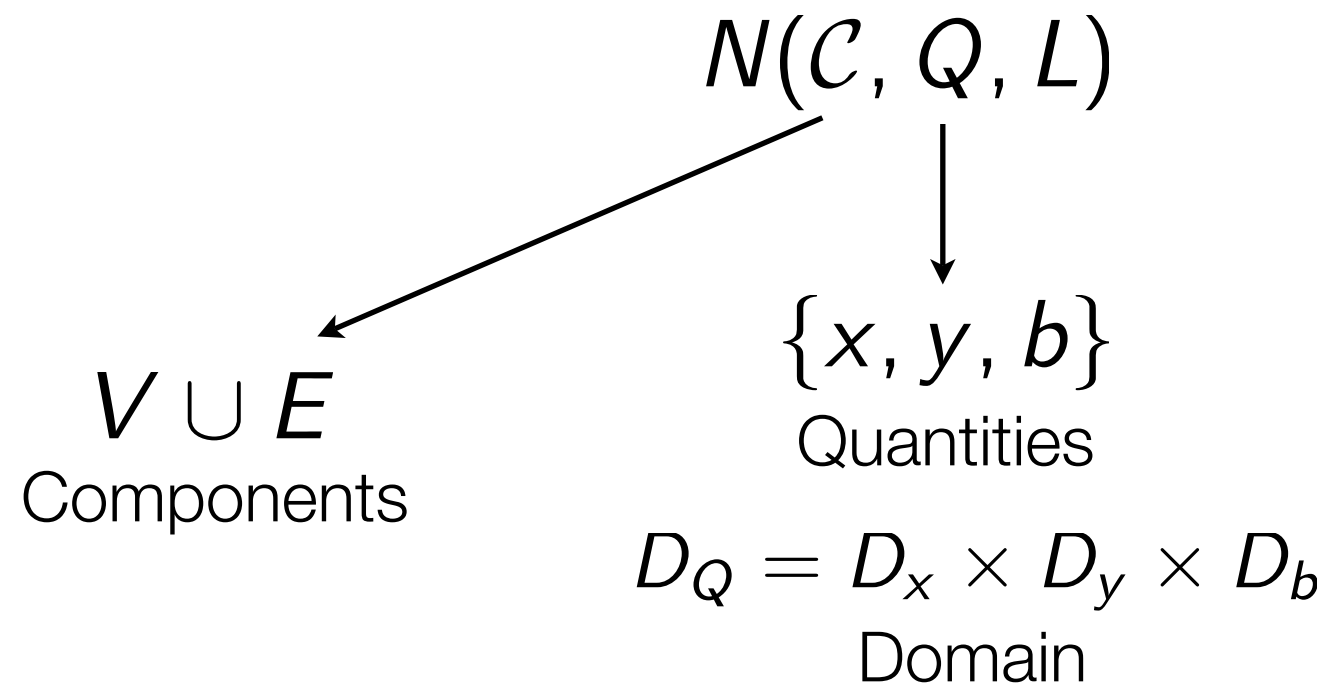 N(𝒞, Q, L)
{x, y, b}
V ∪ E
Quantities
Components
D_Q = D_x × D_y × D_b
Domain